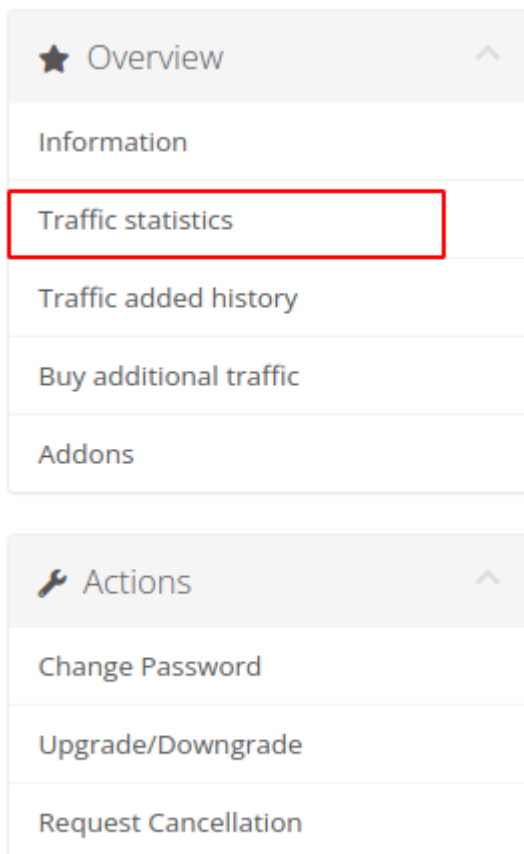 Overview
Information
Traffic statistics
Traffic added history
Buy additional traffic
Addons
Actions
Change Password
Upgrade/Downgrade
Request Cancellation